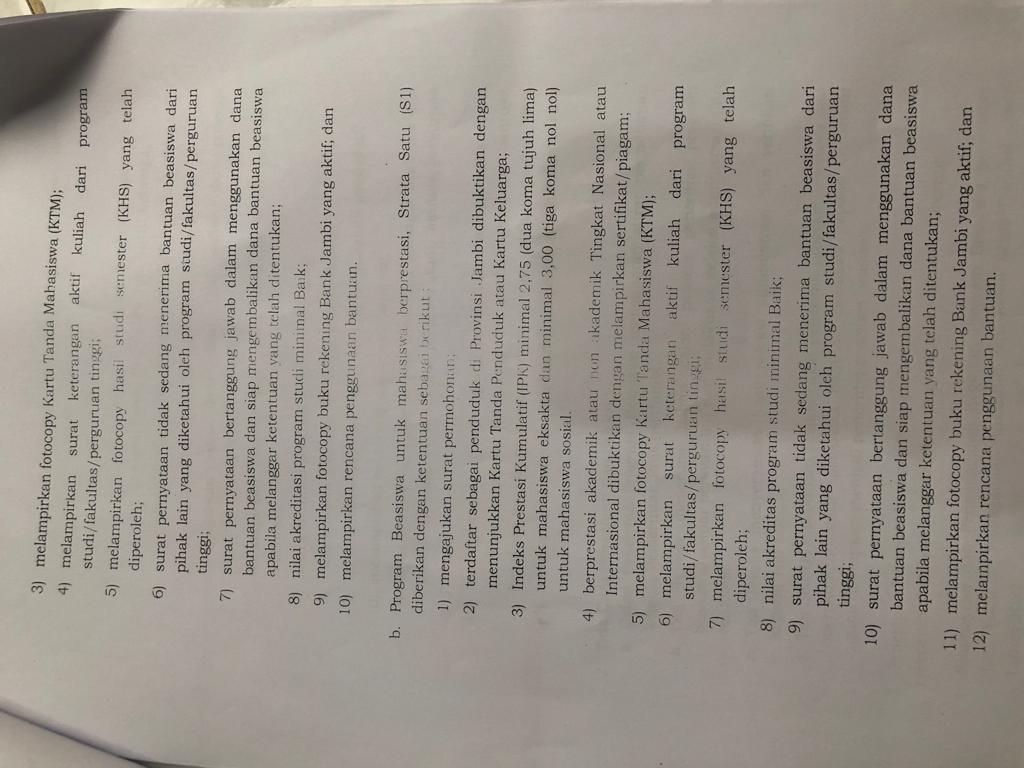 3) melampirkan fotocopy Kartu Tanda Mahasiswa (KTM);
4) melampirkan surat keterangan aktif kuliah dari program
studi/fakultas/perguruan tinggi;
5) melampirkan fotocopy hasil studi semester (KHS) yang telah
diperoleh;
6) surat pernyataan tidak sedang menerima bantuan beasiswa dari
pihak lain yang diketahui oleh program studi/fakultas/perguruan
tinggi;
7) surat pernyataan bertanggung jawab dalam menggunakan dana
bantuan beasiswa dan siap mengembalikan dana bantuan beasiswa
apabila melanggar ketentuan yang telah ditentukan;
8) nilai akreditasi program studi minimal Baik;
9) melampirkan fotocopy buku rekening Bank Jambi yang aktif; dan
10) melampirkan rencana penggunaan bantuan.
b. Program Beasiswa untuk mahasiswa berprestasi, Strata Satu (S1)
diberikan dengan ketentuan sebagai berikut :
1) mengajukan surat permohonan;
2) terdaftar sebagai penduduk di Provinsi Jambi dibuktikan dengan
menunjukkan Kartu Tanda Penduduk atau Kartu Keluarga;
3) Indeks Prestasi Kumulatif (IPK) minimal 2,75 (dua koma tujuh lima)
untuk mahasiswa eksakta dan minimal 3,00 (tiga koma nol nol)
untuk mahasiswa sosial.
4) berprestasi akademik atau non akademik Tingkat Nasional atau
Internasional dibuktikan dengan melampirkan sertifikat/piagam;
5) melampirkan fotocopy Kartu Tanda Mahasiswa (KTM);
6) melampirkan surat keterangan aktif kuliah dari program
studi/fakultas/perguruan tinggi;
7) melampirkan fotocopy hasil studi semester (KHS) yang telah
diperoleh;
8) nilai akreditas program studi minimal Baik;
9) surat pernyataan tidak sedang menerima bantuan beasiswa dari
pihak lain yang diketahui oleh program studi/fakultas/perguruan
tinggi;
10) surat pernyataan bertanggung jawab dalam menggunakan dana
bantuan beasiswa dan siap mengembalikan dana bantuan beasiswa
apabila melanggar ketentuan yang telah ditentukan;
11) melampirkan fotocopy buku rekening Bank Jambi yang aktif; dan
12) melampirkan rencana penggunaan bantuan.